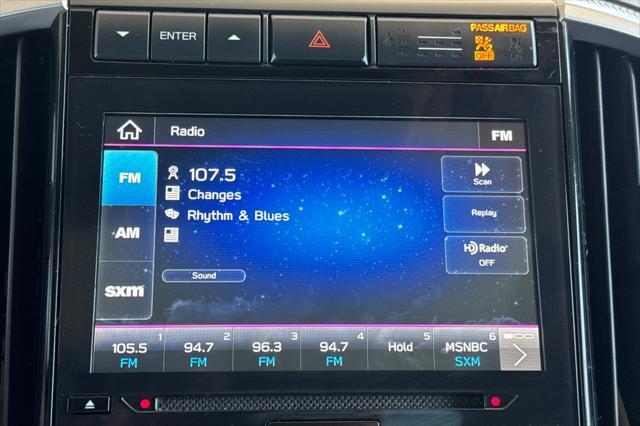 ENTER
PASS AIR BAG
OFF
Radio
FM
FM
AM
sxm
107.5
Changes
Rhythm & Blues
Sound
Scan
Replay
HD Radio
OFF
1 2 3 4 5 6
105.5 94.7 96.3 94.7 Hold MSNBC
FM FM FM FM SXM